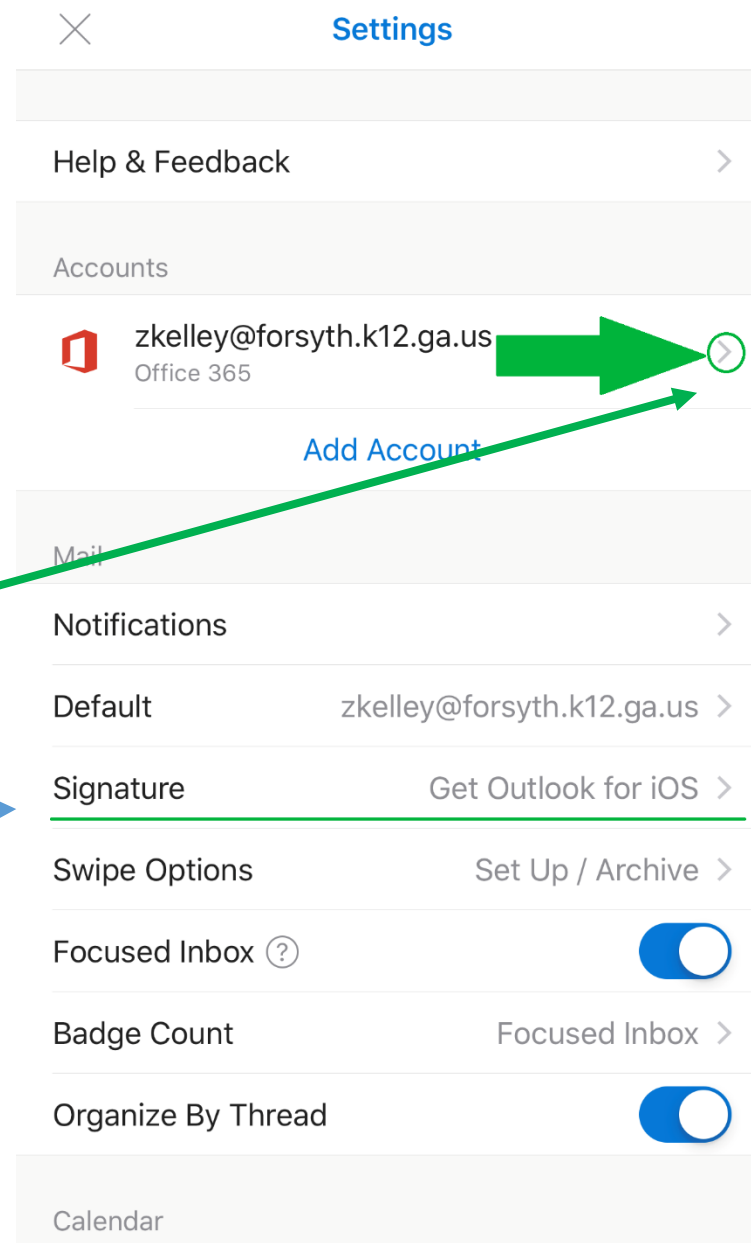 Settings
Help & Feedback
Accounts
zkelley@forsyth.k12.ga.us
Office 365
Add Account
Mail
Notifications
Default zkelley@forsyth.k12.ga.us
Signature Get Outlook for iOS
Swipe Options Set Up / Archive
Focused Inbox ?
Badge Count Focused Inbox
Organize By Thread
Calendar